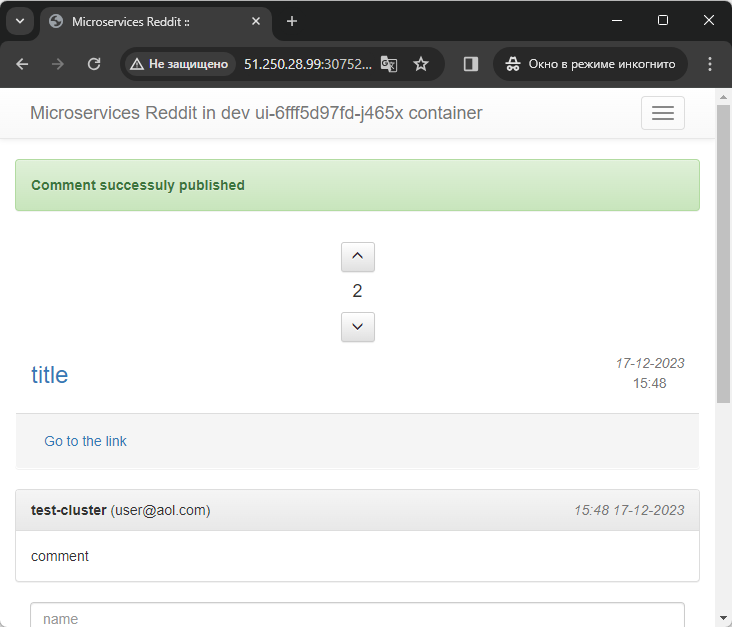 Microservices Reddit ::
Не защищено
51.250.28.99:30752...
Окно в режиме инкогнито
Microservices Reddit in dev ui-6fff5d97fd-j465x container
Comment successuly published
2
title
17-12-2023
15:48
Go to the link
test-cluster (user@aol.com)
15:48 17-12-2023
comment
name